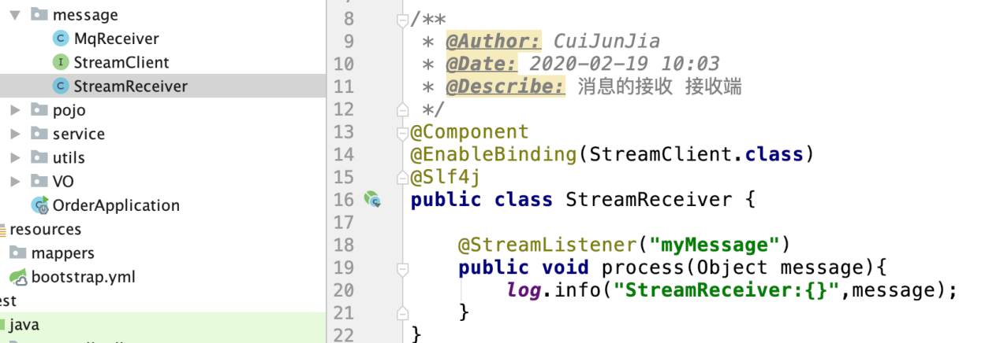 message
MqReceiver
StreamClient
StreamReceiver
pojo
service
utils
VO
OrderApplication
resources
mappers
bootstrap.yml
est
java
8 /**
9 * @Author: CuiJunJia
10 * @Date: 2020-02-19 10:03
11 * @Describe: 消息的接收 接收端
12 */
13 @Component
14 @EnableBinding(StreamClient.class)
15 @Slf4j
16 public class StreamReceiver {
17
18 @StreamListener("myMessage")
19 public void process(Object message){
20 log.info("StreamReceiver:{}",message);
21 }
22 }